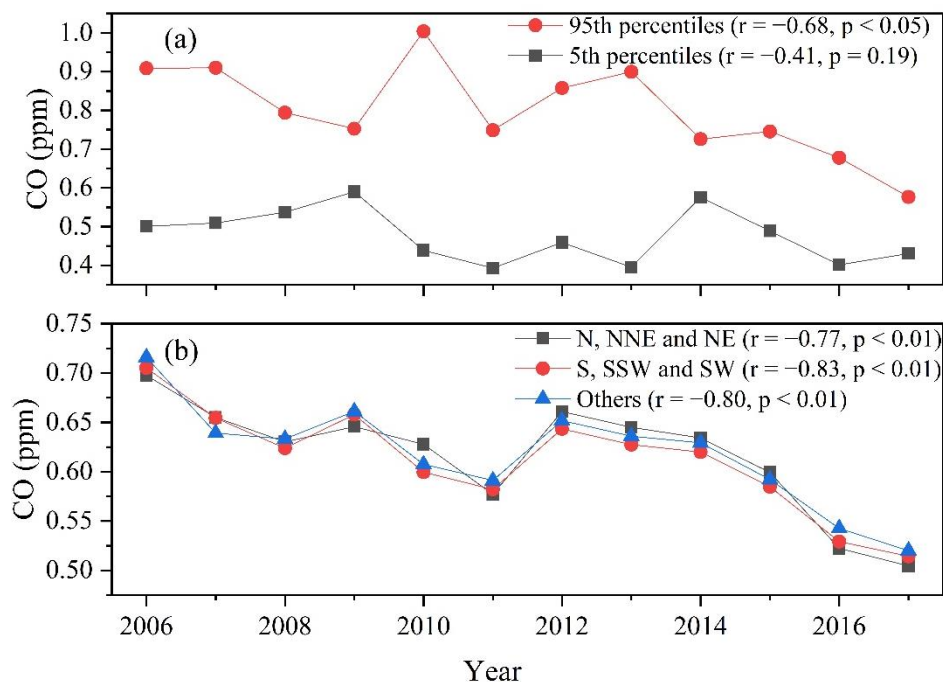 (a)
95th percentiles (r = −0.68, p < 0.05)
5th percentiles (r = −0.41, p = 0.19)
1.0
0.9
0.8
0.7
0.6
0.5
0.4
CO (ppm)
(b)
N, NNE and NE (r = −0.77, p < 0.01)
S, SSW and SW (r = −0.83, p < 0.01)
Others (r = −0.80, p < 0.01)
0.75
0.70
0.65
0.60
0.55
0.50
CO (ppm)
2006 2008 2010 2012 2014 2016
Year